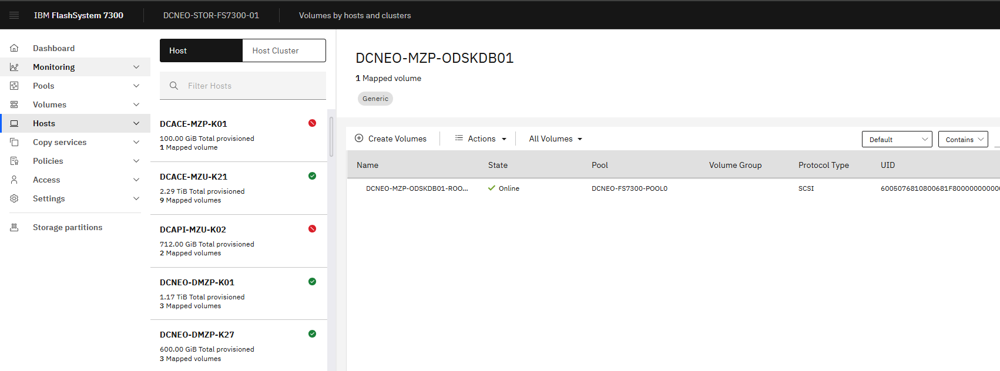 IBM FlashSystem 7300
DCNEO-STOR-FS7300-01
Volumes by hosts and clusters
Dashboard
Monitoring
Pools
Volumes
Hosts
Copy services
Policies
Access
Settings
Storage partitions
Host
Host Cluster
Filter Hosts
DCACE-MZP-K01
100.00 GiB Total provisioned
1 Mapped volume
DCACE-MZU-K21
2.29 TiB Total provisioned
9 Mapped volumes
DCAPI-MZU-K02
712.00 GiB Total provisioned
2 Mapped volumes
DCNEO-DMZP-K01
1.17 TiB Total provisioned
3 Mapped volumes
DCNEO-DMZP-K27
600.00 GiB Total provisioned
3 Mapped volumes
DCNEO-MZP-ODSKDB01
1 Mapped volume
Generic
Create Volumes
Actions
All Volumes
Default
Contains
Name State Pool Volume Group Protocol Type UID
DCNEO-MZP-ODSKDB01-ROO... Online DCNEO-FS7300-POOL0 SCSI 6005076810800681F80000000000